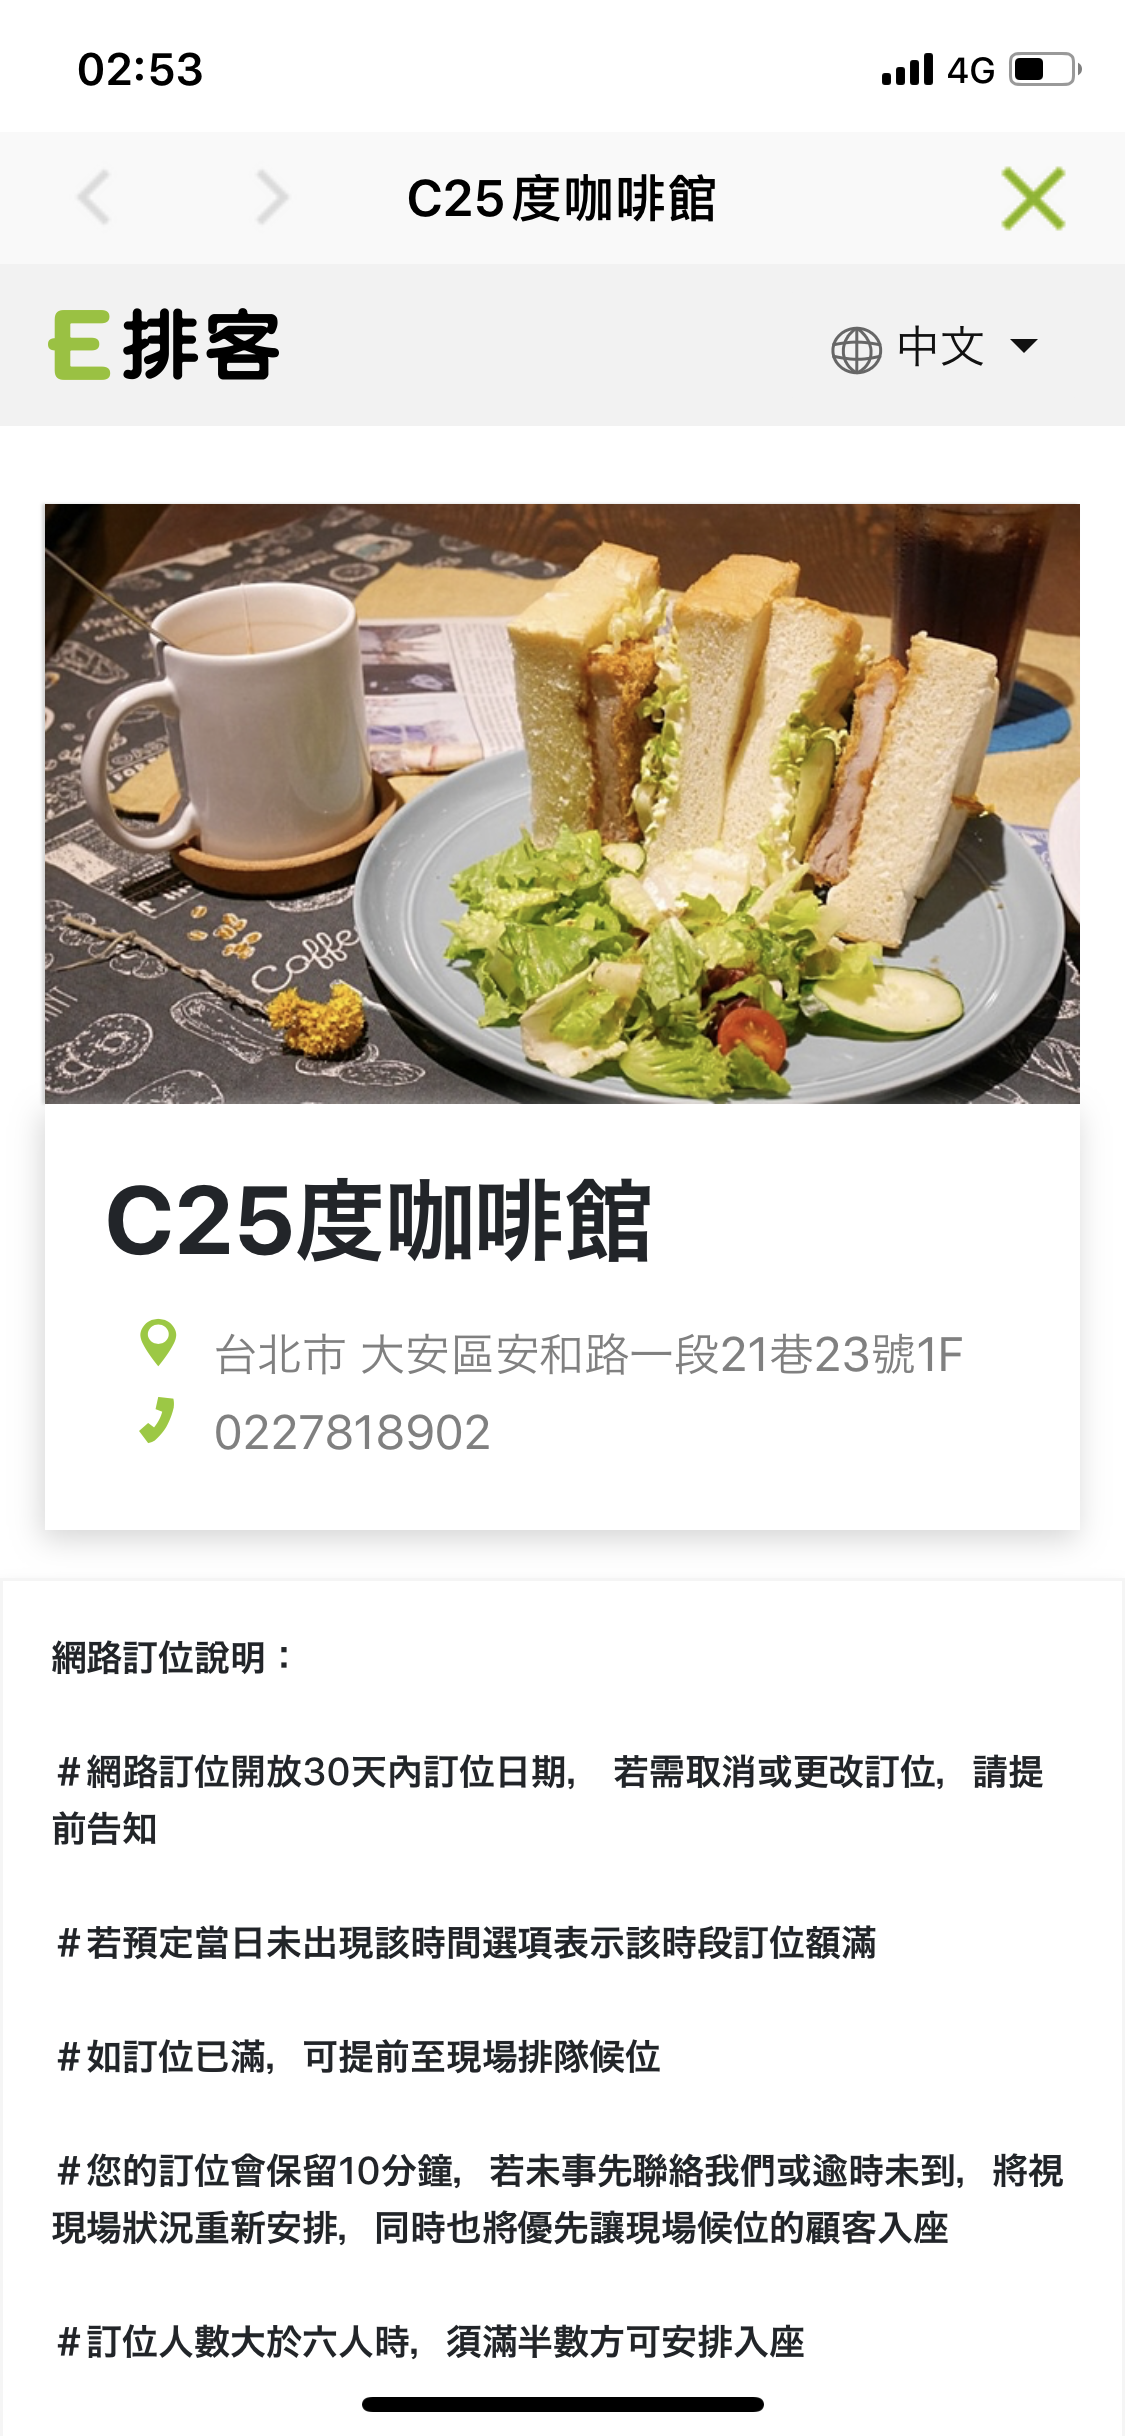 02:53
4G
C25度咖啡館
E排客
中文
Coffe
C25度咖啡館
台北市 大安區安和路一段21巷23號1F
0227818902
網路訂位說明：
#網路訂位開放30天內訂位日期, 若需取消或更改訂位, 請提
前告知
#若預定當日未出現該時間選項表示該時段訂位額滿
#如訂位已滿, 可提前至現場排隊候位
#您的訂位會保留10分鐘, 若未事先聯絡我們或逾時未到, 將視
現場狀況重新安排, 同時也將優先讓現場候位的顧客入座
#訂位人數大於六人時, 須滿半數方可安排入座